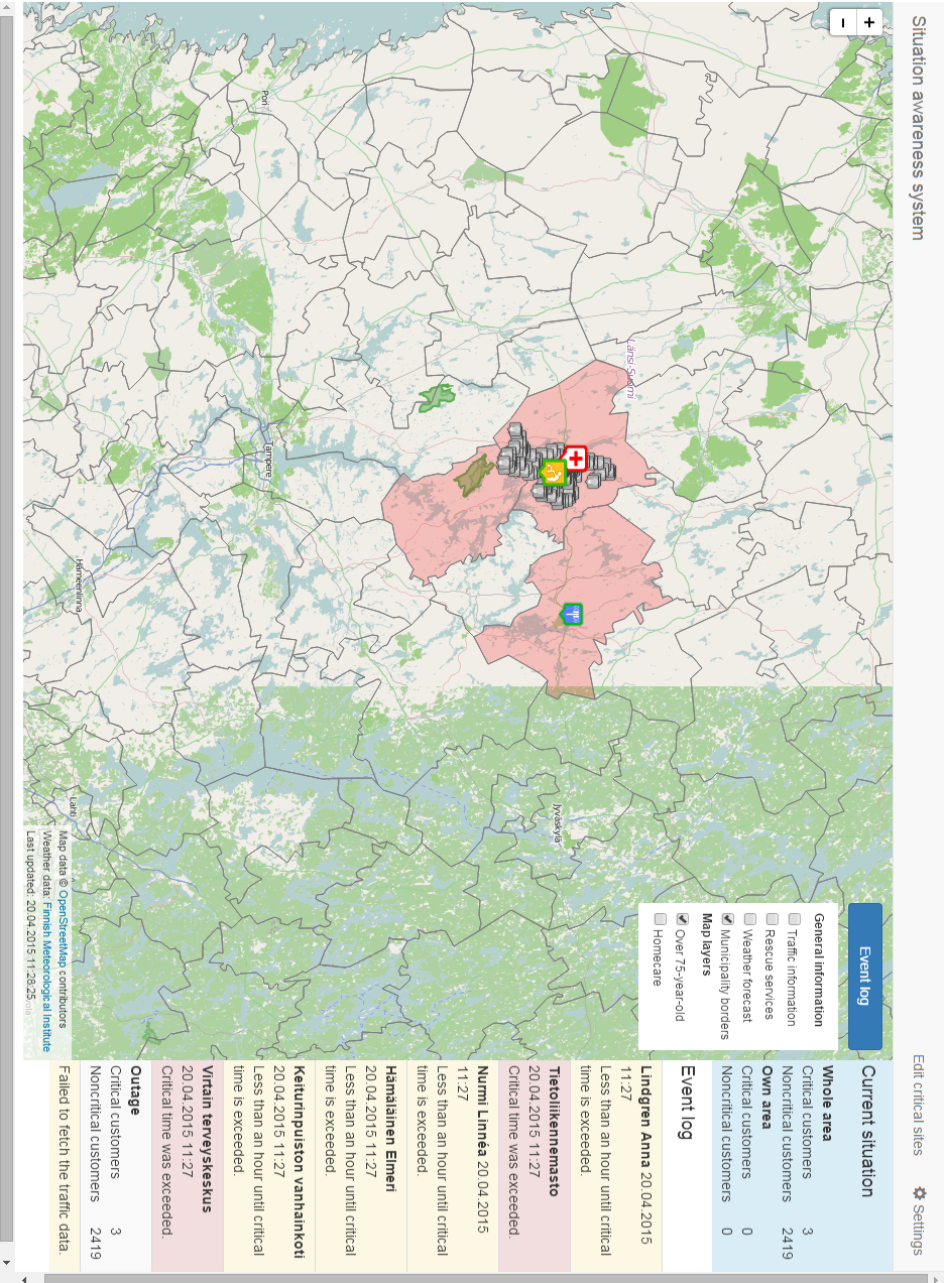 Situation awareness system
Edit critical sites
Settings
+
-
Pori
Länsi-Suomi
Tampere
Hämeenlinna
Jyväskylä
Lahti
Event log
General information
Traffic information
Rescue services
Weather forecast
Municipality borders
Map layers
Over 75-year-old
Homecare
Map data © OpenStreetMap contributors
Weather data: Finnish Meteorological Institute
Last updated: 20.04.2015 11:28:25
Current situation
Whole area
Critical customers 3
Noncritical customers 2419
Own area
Critical customers 0
Noncritical customers 0
Event log
Lindgren Anna 20.04.2015
11:27
Less than an hour until critical
time is exceeded.
Tietoliikennemasto
20.04.2015 11:27
Critical time was exceeded.
Nurmi Linnéa 20.04.2015
11:27
Less than an hour until critical
time is exceeded.
Hämäläinen Elmeri
20.04.2015 11:27
Less than an hour until critical
time is exceeded.
Keiturinpuiston vanhainkoti
20.04.2015 11:27
Less than an hour until critical
time is exceeded.
Virtain terveyskeskus
20.04.2015 11:27
Critical time was exceeded.
Outage
Critical customers 3
Noncritical customers 2419
Failed to fetch the traffic data.